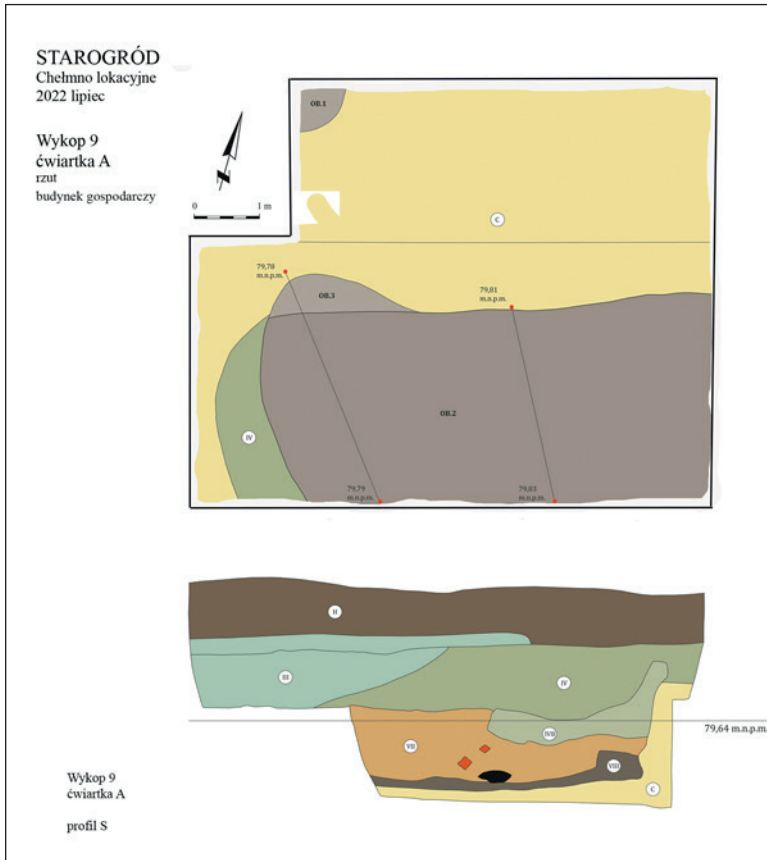 STAROGRÓD
Chełmno lokacyjne
2022 lipiec
Wykop 9
ćwiartka A
rzut
budynek gospodarczy
N
0 1 m
OB.1
C
79,78
m.n.p.m.
79,81
m.n.p.m.
OB.3
OB.2
IV
79,79
m.n.p.m.
79,83
m.n.p.m.
II
III
IV
79,64 m.n.p.m.
IVB
VII
VIII
C
Wykop 9
ćwiartka A
profil S